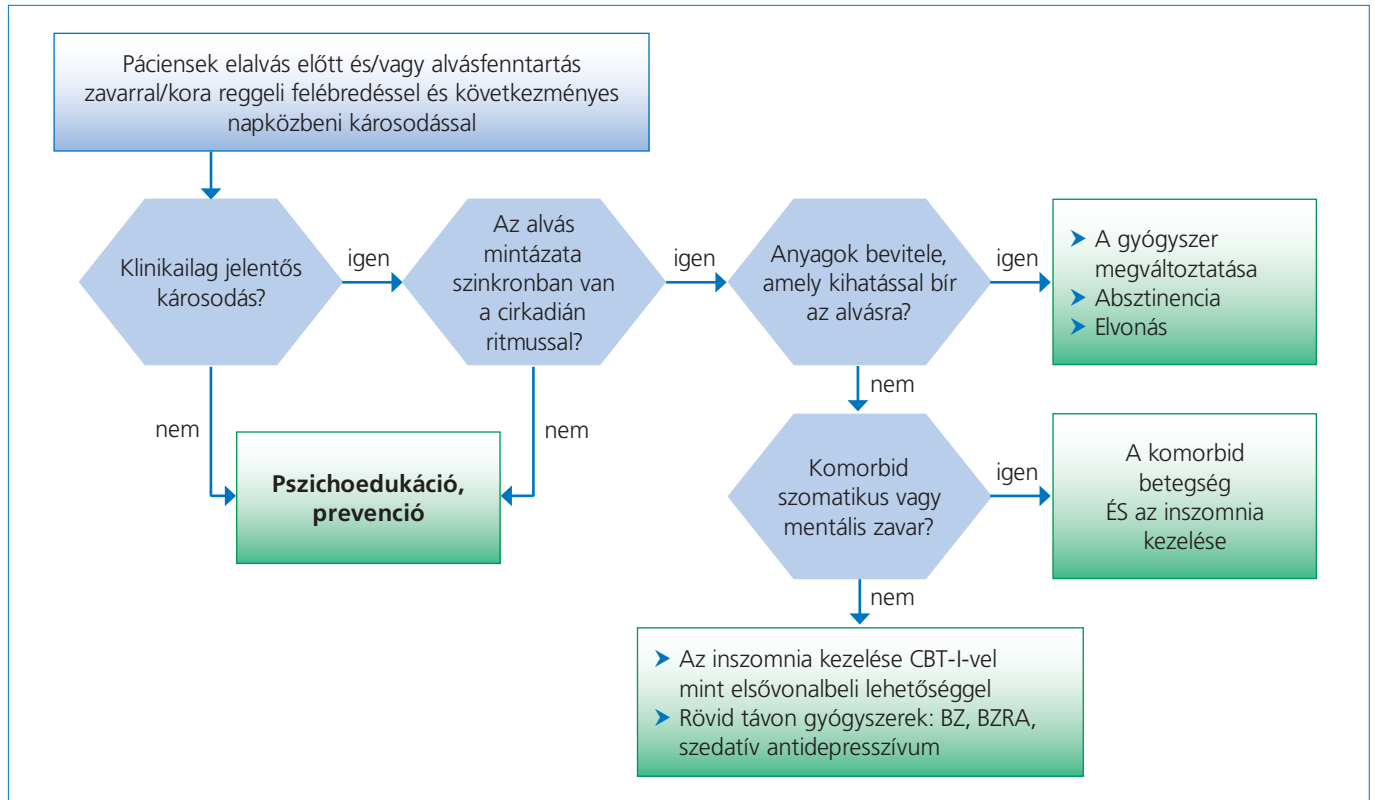 Páciensek elalvás előtt és/vagy alvásfenntartás
zavarral/kora reggeli felébredéssel és következményes
napközbeni károsodással
Klinikailag jelentős
károsodás?
igen
Az alvás
mintázata
szinkronban van
a cirkadián
ritmussal?
igen
Anyagok bevitele,
amely kihatással bír
az alvásra?
igen
➤ A gyógyszer
megváltoztatása
➤ Absztinencia
➤ Elvonás
nem
nem
nem
Pszichoedukáció,
prevenció
Komorbid
szomatikus vagy
mentális zavar?
igen
A komorbid
betegség
ÉS az inszomnia
kezelése
nem
➤ Az inszomnia kezelése CBT-I-vel
mint elsővonalbeli lehetőséggel
➤ Rövid távon gyógyszerek: BZ, BZRA,
szedatív antidepresszívum